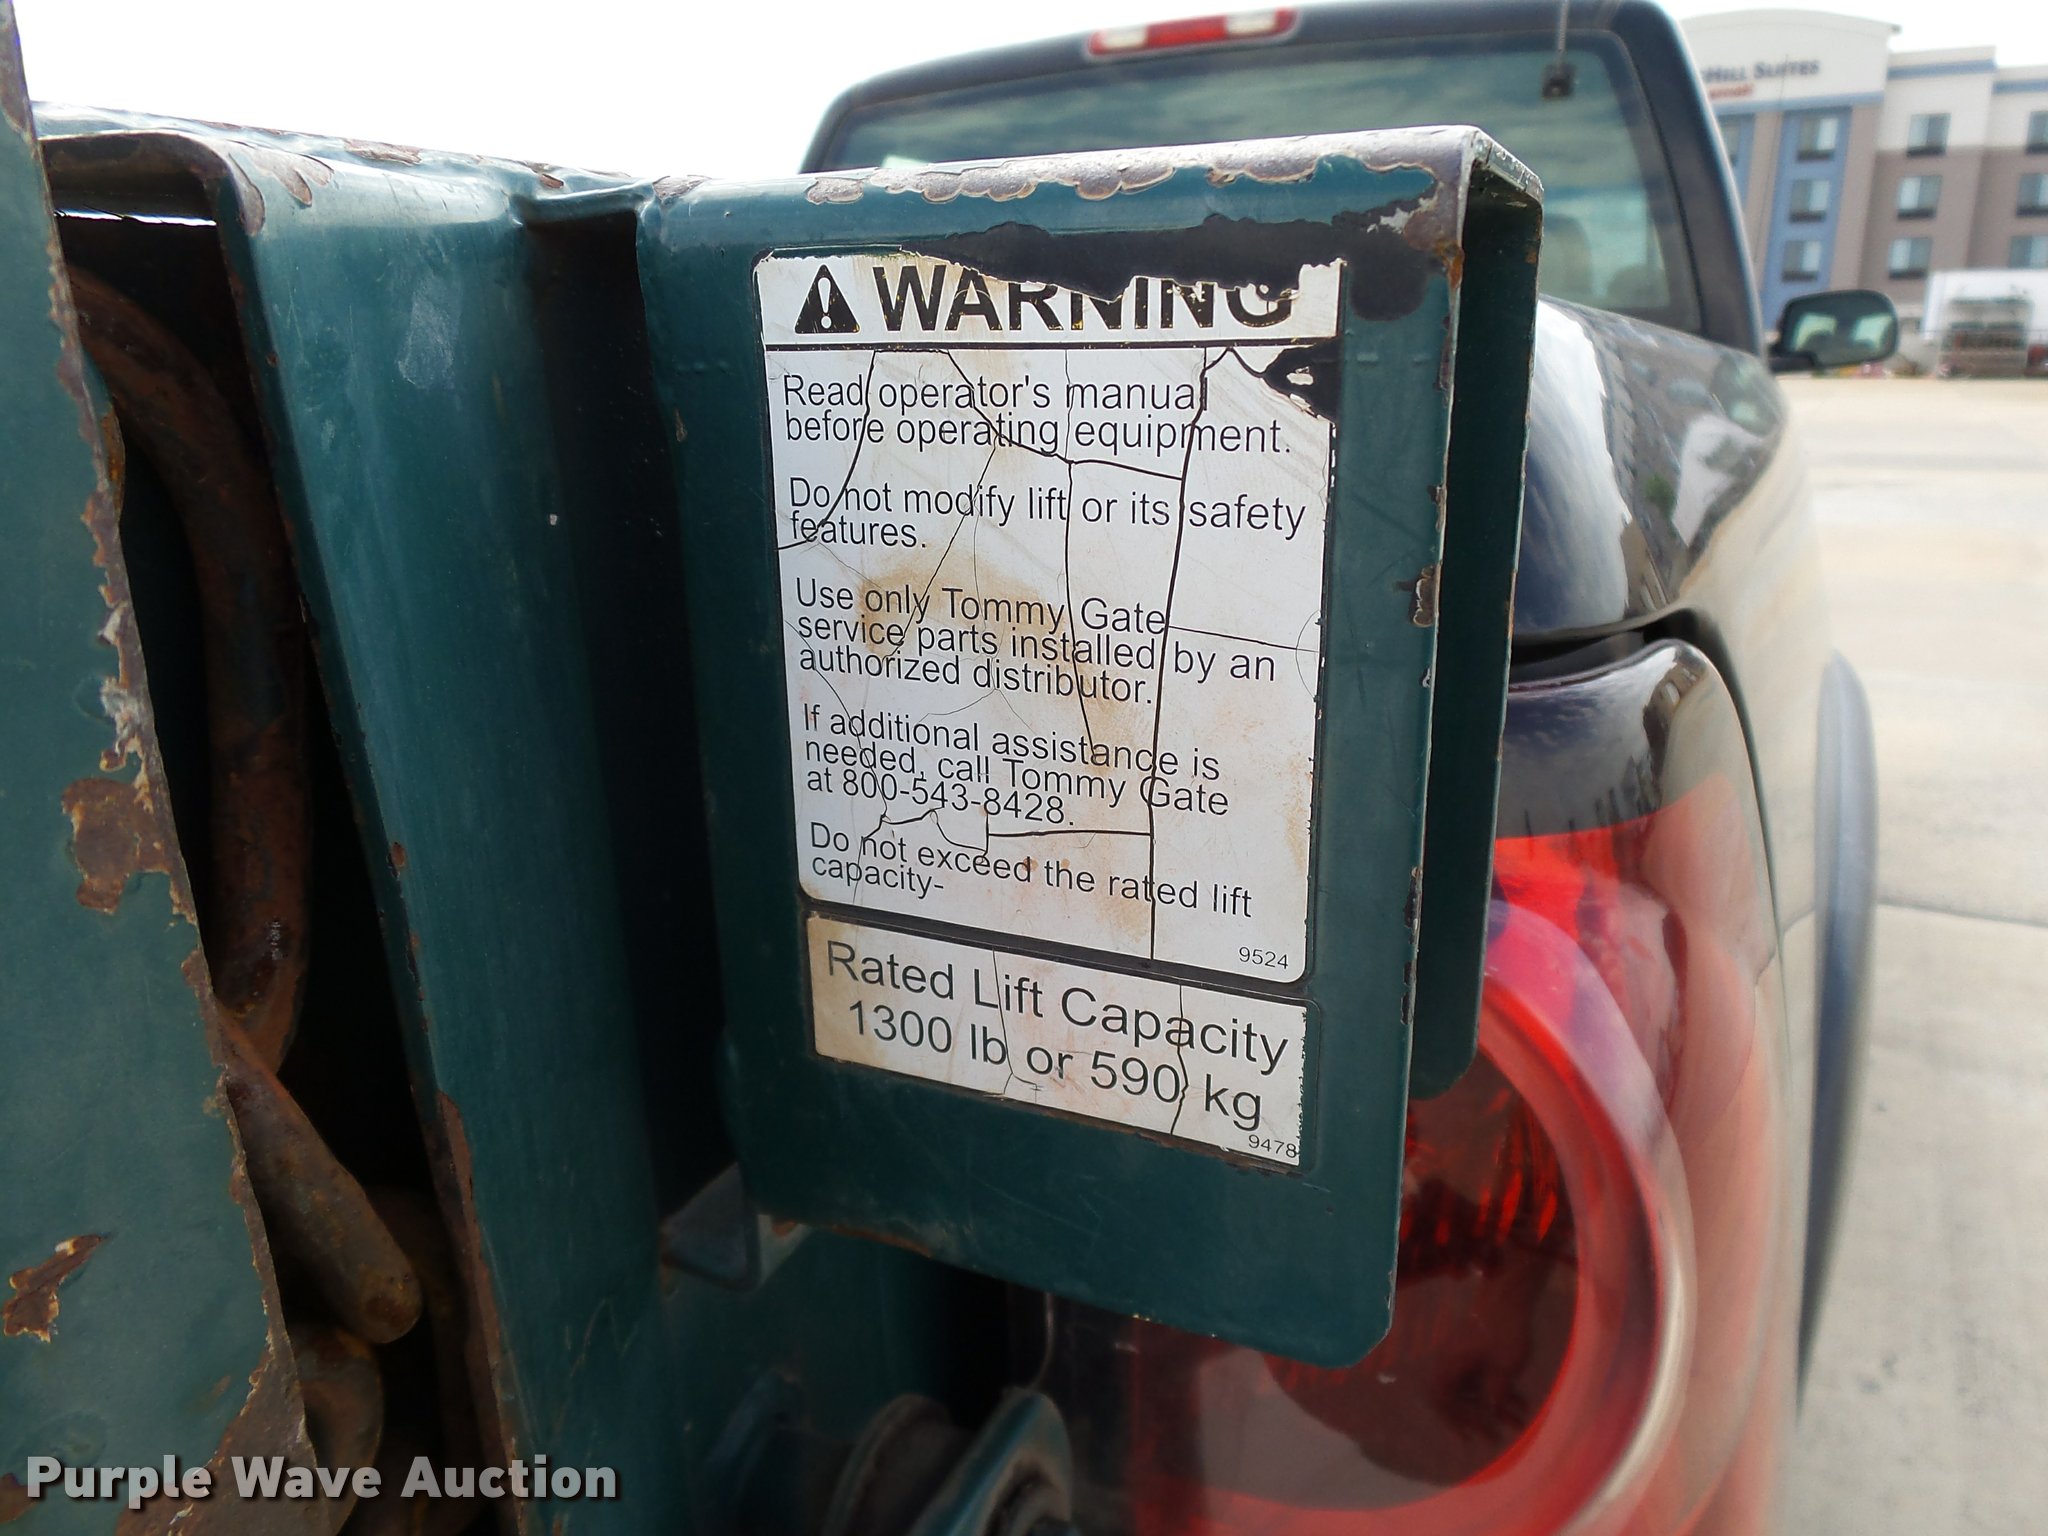 HILL SUITES
WARNING
Read operator's manual
before operating equipment.
Do not modify lift or its safety
features.
Use only Tommy Gate
service parts installed by an
authorized distributor.
If additional assistance is
needed, call Tommy Gate
at 800-543-8428.
Do not exceed the rated lift
capacity-
9524
Rated Lift Capacity
1300 lb or 590 kg
9478
Purple Wave Auction